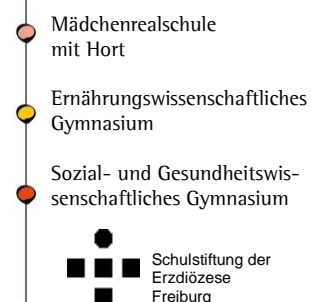 Mädchenrealschule
mit Hort
Ernährungswissenschaftliches
Gymnasium
Sozial- und Gesundheitswis-
senschaftliches Gymnasium
Schulstiftung der
Erzdiözese
Freiburg